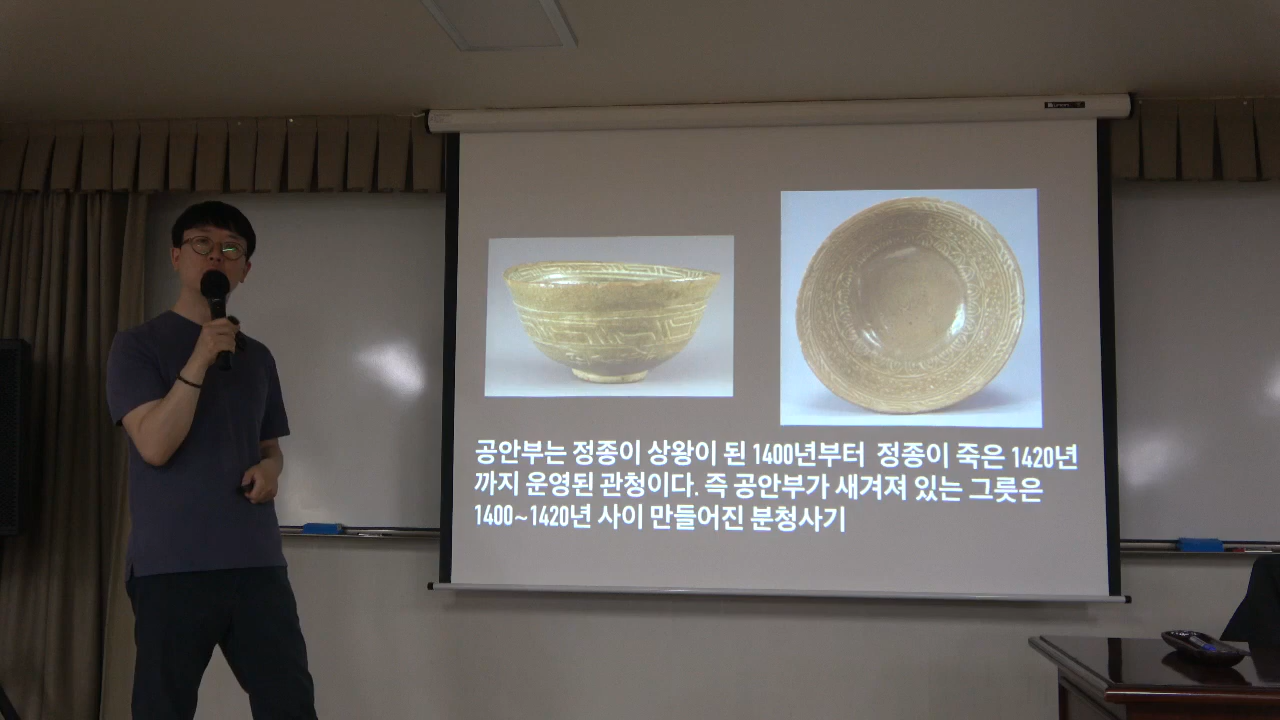 공안부는 정종이 상왕이 된 1400년부터 정종이 죽은 1420년
까지 운영된 관청이다. 즉 공안부가 새겨져 있는 그릇은
1400~1420년 사이 만들어진 분청사기